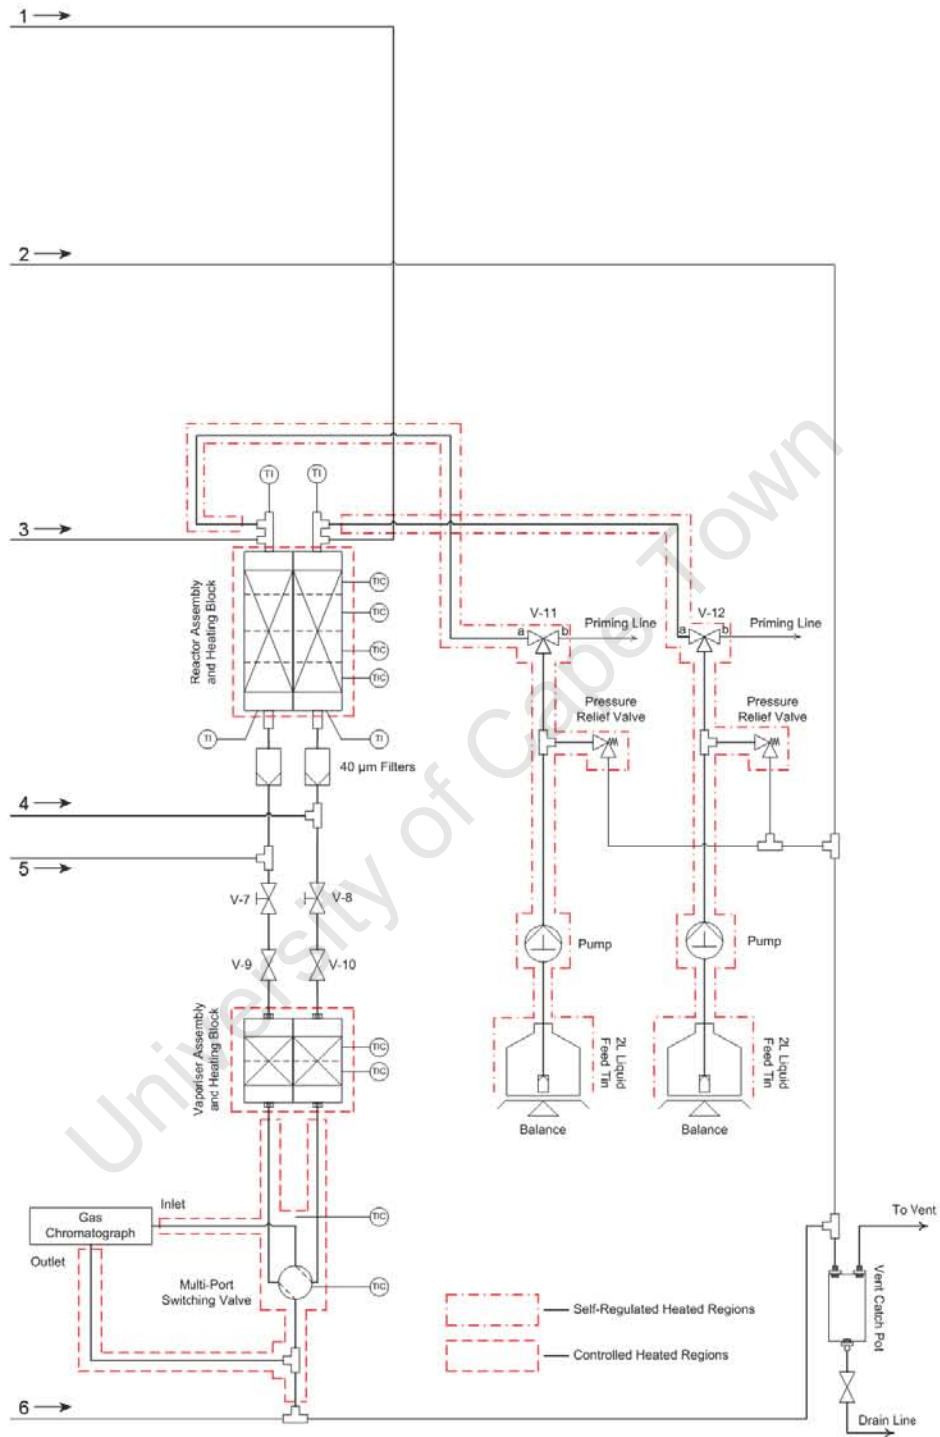 1
2
TI
TI
3
Reactor Assembly
and Heating Block
TIC
TIC
TIC
TIC
V-11
a
b
Priming Line
V-12
a
b
Priming Line
Pressure
Relief Valve
Pressure
Relief Valve
TI
TI
40 µm Filters
4
5
V-7
V-8
V-9
V-10
Pump
Pump
Vaporiser Assembly
and Heating Block
TIC
TIC
2L Liquid
Feed Tin
2L Liquid
Feed Tin
Balance
Balance
Gas
Chromatograph
Inlet
Outlet
TIC
To Vent
Multi-Port
Switching Valve
TIC
Vent Catch Pot
Self-Regulated Heated Regions
Controlled Heated Regions
6
Drain Line
University of Cape Town